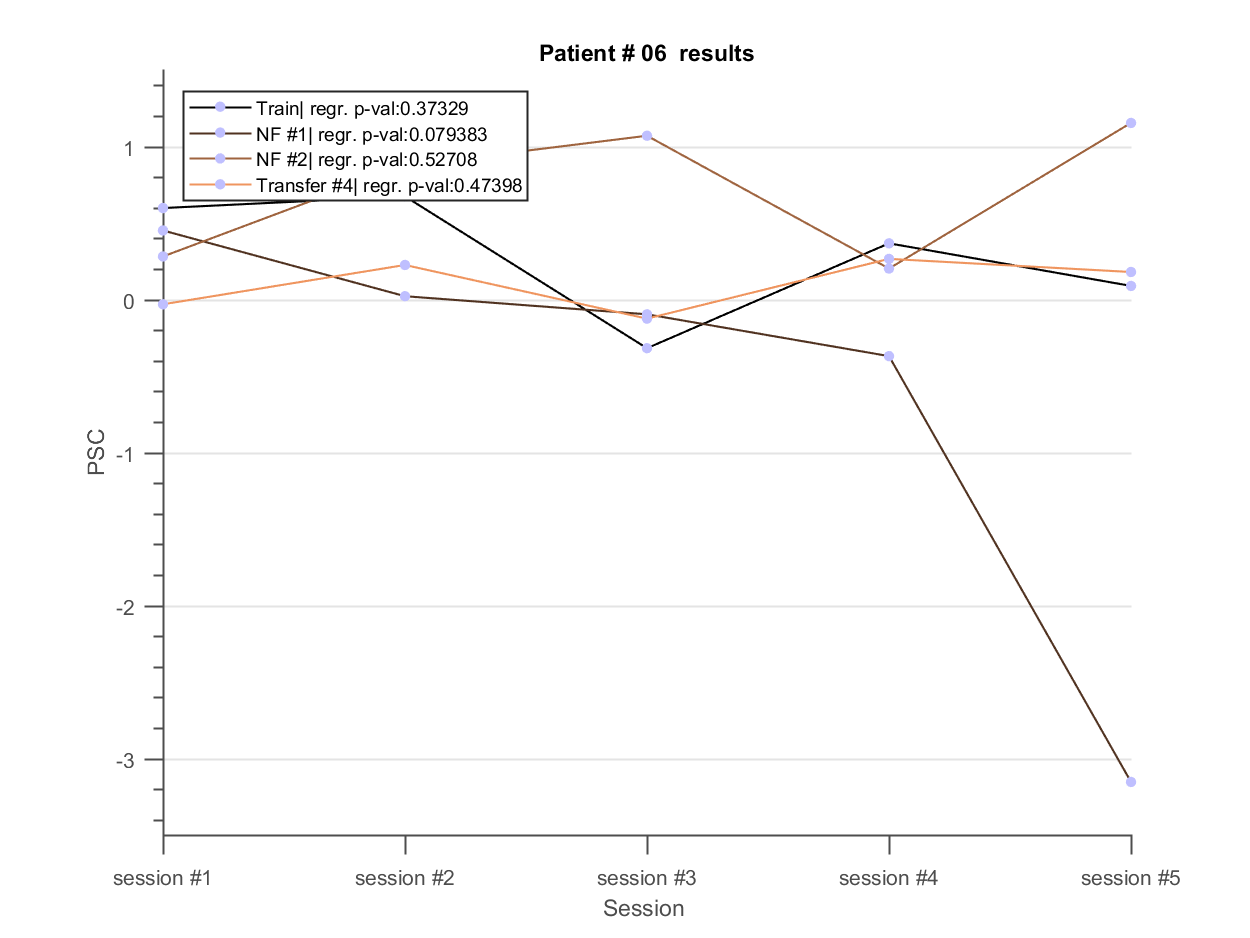 Patient # 06  results
Train| regr. p-val:0.37329
NF #1| regr. p-val:0.079383
NF #2| regr. p-val:0.52708
Transfer #4| regr. p-val:0.47398
1
0
-1
-2
-3
PSC
session #1 session #2 session #3 session #4 session #5
Session